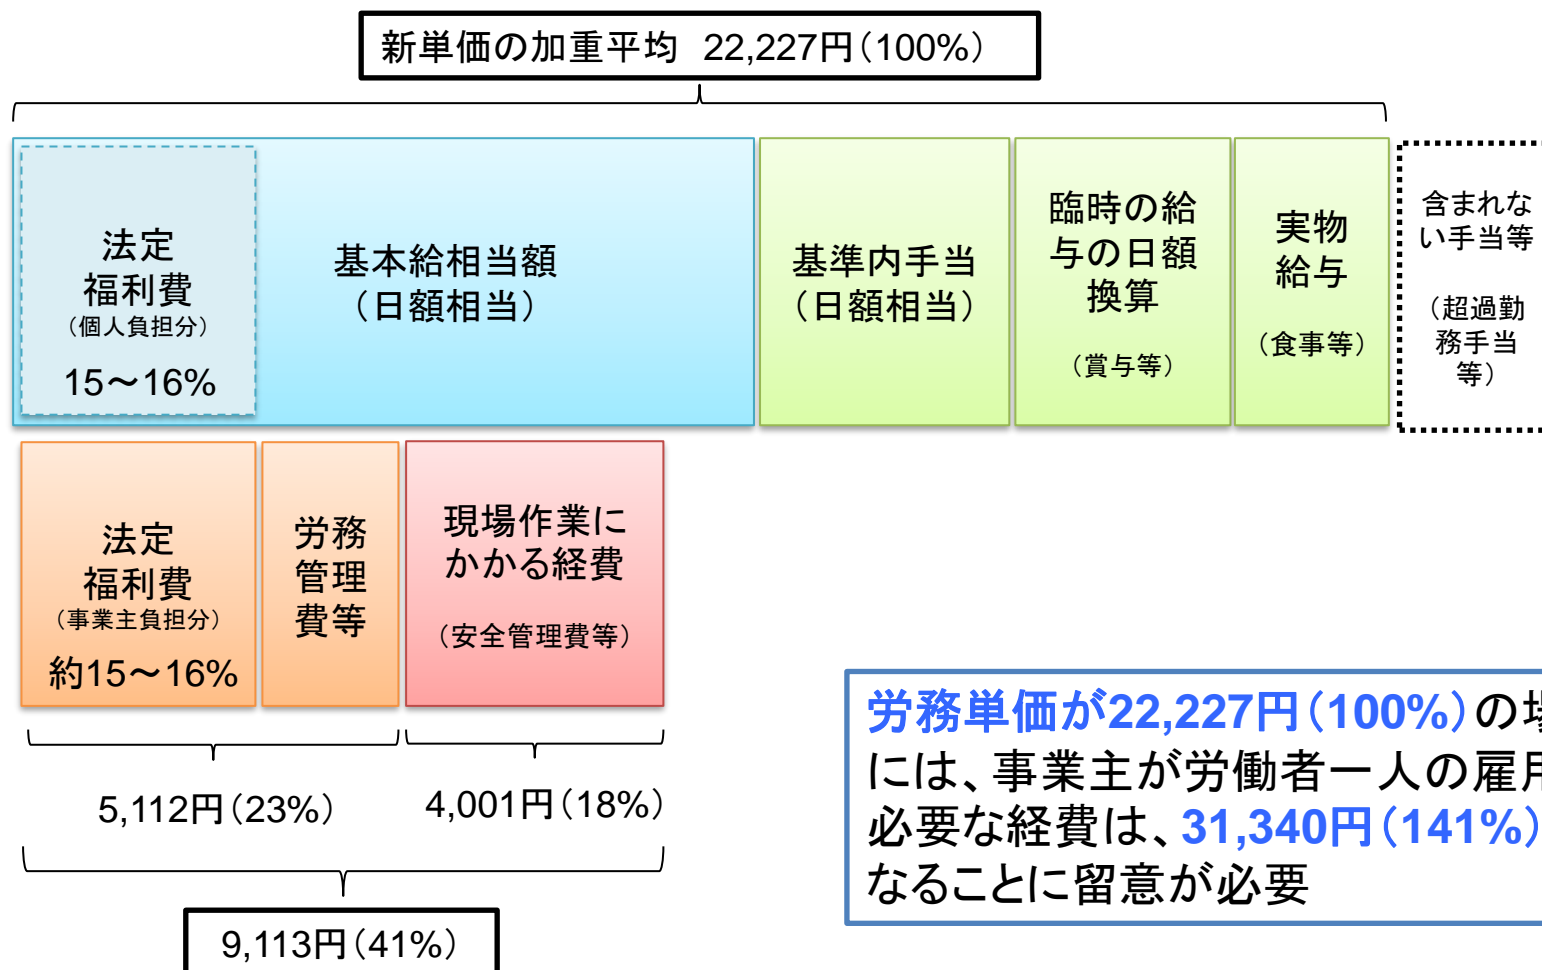 新単価の加重平均 22,227円(100%)
法定
福利費
(個人負担分)
15～16%
基本給相当額
(日額相当)
基準内手当
(日額相当)
臨時の給
与の日額
換算
(賞与等)
実物
給与
(食事等)
含まれな
い手当等
(超過勤
務手当
等)
法定
福利費
(事業主負担分)
約15～16%
労務
管理
費等
現場作業に
かかる経費
(安全管理費等)
5,112円(23%)
4,001円(18%)
9,113円(41%)
労務単価が22,227円(100%)の場
には、事業主が労働者一人の雇用
必要な経費は、31,340円(141%)
なることに留意が必要